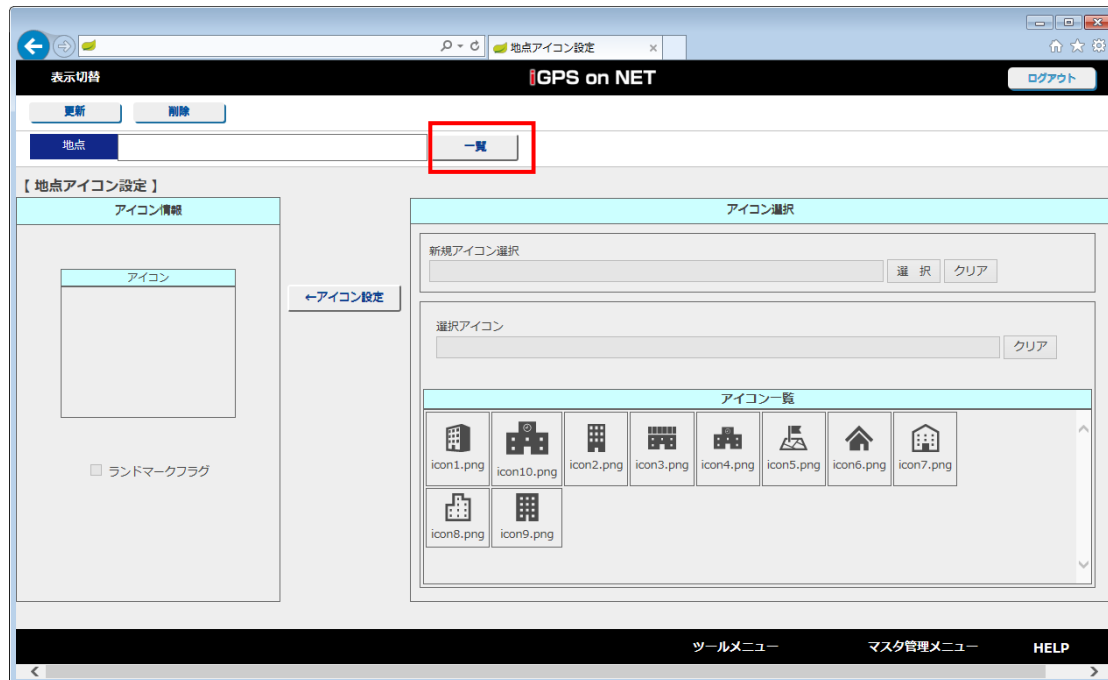 地点アイコン設定
表示切替
iGPS on NET
ログアウト
更新
削除
地点
一覧
【 地点アイコン設定 】
アイコン情報
アイコン選択
新規アイコン選択
選 択
クリア
アイコン
←アイコン設定
選択アイコン
クリア
アイコン一覧
icon1.png
icon10.png
icon2.png
icon3.png
icon4.png
icon5.png
icon6.png
icon7.png
ランドマークフラグ
icon8.png
icon9.png
ツールメニュー
マスタ管理メニュー
HELP